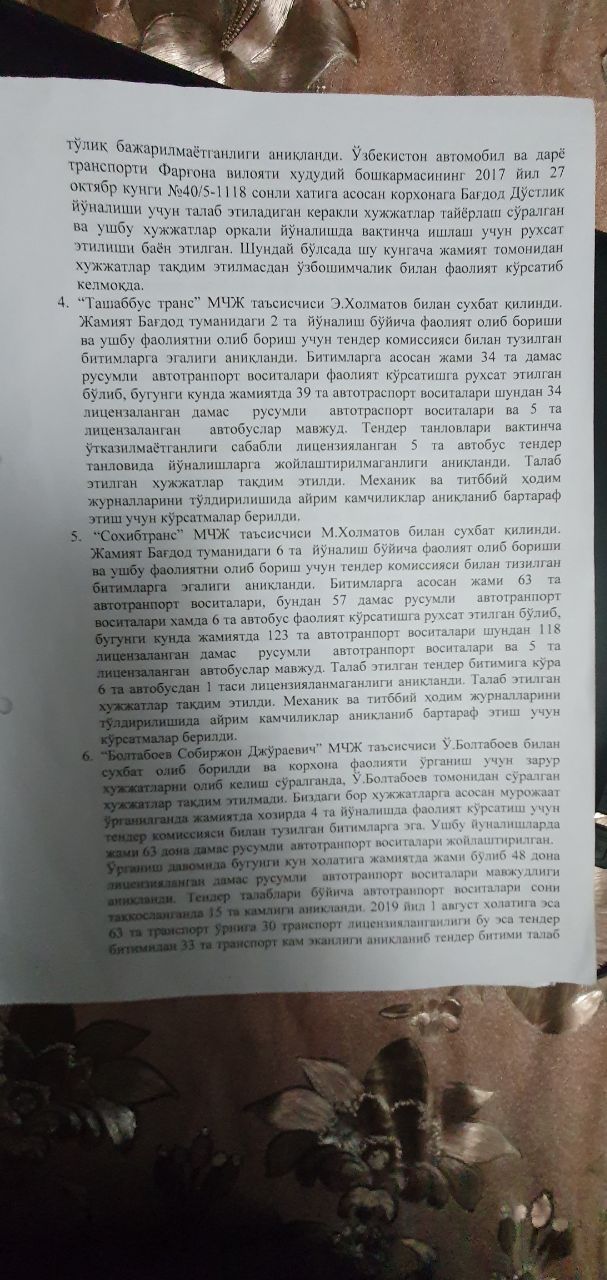 тўлиқ бажарилмаётганлиги аниқланди. Ўзбекистон автомобил ва дарё
транспорти Фарғона вилояти худудий бошкармасининг 2017 йил 27
октябр кунги №40/5-1118 сонли хатига асосан корхонага Бағдод Дўстлик
йўналиши учун талаб этиладиган керакли хужжатлар тайёрлаш сўралган
ва ушбу хужжатлар оркали йўналишда вактинча ишлаш учун рухсат
этилиши баён этилган. Шундай бўлсада шу кунгача жамият томонидан
хужжатлар тақдим этилмасдан ўзбошимчалик билан фаолият кўрсатиб
келмоқда.
4. “Ташаббус транс” МЧЖ таъсисчиси Э.Холматов билан сухбат қилинди.
Жамият Бағдод туманидаги 2 та йўналиш бўйича фаолият олиб бориши
ва ушбу фаолиятни олиб бориш учун тендер комиссияси билан тузилган
битимларга эгалиги аниқланди. Битимларга асосан жами 34 та дамас
русумли автотранпорт воситалари фаолият кўрсатишга рухсат этилган
бўлиб, бугунги кунда жамиятда 39 та автотраспорт воситалари шундан 34
лицензаланган дамас русумли автотраспорт воситалари ва 5 та
лицензаланган автобуслар мавжуд. Тендер танловлари вактинча
ўтказилмаётганлиги сабабли лицензияланган 5 та автобус тендер
танловида йўналишларга жойлаштирилмаганлиги аниқланди. Талаб
этилган хужжатлар тақдим этилди. Механик ва титббий ҳодим
журналларини тўлдирилишида айрим камчиликлар аниқланиб бартараф
этиш учун кўрсатмалар берилди.
5. “Сохибтранс” МЧЖ таъсисчиси М.Холматов билан сухбат қилинди.
Жамият Бағдод туманидаги 6 та йўналиш бўйича фаолият олиб бориши
ва ушбу фаолиятни олиб бориш учун тендер комиссияси билан тизилган
битимларга эгалиги аниқланди. Битимларга асосан жами 63 та
автотранпорт воситалари, бундан 57 дамас русумли автотранпорт
воситалари хамда 6 та автобус фаолият кўрсатишга рухсат этилган бўлиб,
бугунги кунда жамиятда 123 та автотранпорт воситалари шундан 118
лицензаланган дамас русумли автотранпорт воситалари ва 5 та
лицензаланган автобуслар мавжуд. Талаб этилган тендер битимига кўра
6 та автобусдан 1 таси лицензияланмаганлиги аниқланди. Талаб этилган
ҳужжатлар тақдим этилди. Механик ва титббий ҳодим журналларини
тўлдирилишида айрим камчиликлар аниқланиб бартараф этиш учун
кўрсатмалар берилди.
6. “Болтабоев Собиржон Джўраевич” МЧЖ таъсисчиси Ў.Болтабоев билан
сухбат олиб борилди ва корхона фаолияти ўрганиш учун зарур
хужжатларни олиб келиш сўралганда, Ў.Болтабоев томонидан сўралган
хужжатлар тақдим этилмади. Биздаги бор хужжатларга асосан мурожаат
ўрганилганда жамиятда хозирда 4 та йўналишда фаолият кўрсатиш учун
тендер комиссияси билан тузилган битимларга эга. Ушбу йуналишларда
жами 63 дона дамас русумли автотранпорт воситалари жойлаштирилган.
Ўрганиш давомида бугунги кун холатига жамиятда жами бўлиб 48 дона
лицензияланган дамас русумли автотранпорт воситалари мавжудлиги
аниқланди. Тендер талаблари бўйича автотранпорт воситалари сони
таққосланганда 15 та камлиги аниқланди. 2019 йил 1 август холатига эса
63 та транспорт ўрнига 30 транспорт лицензияланганлиги бу эса тендер
битимидан 33 та транспорт кам эканлиги аниқланиб тендер битими талаб